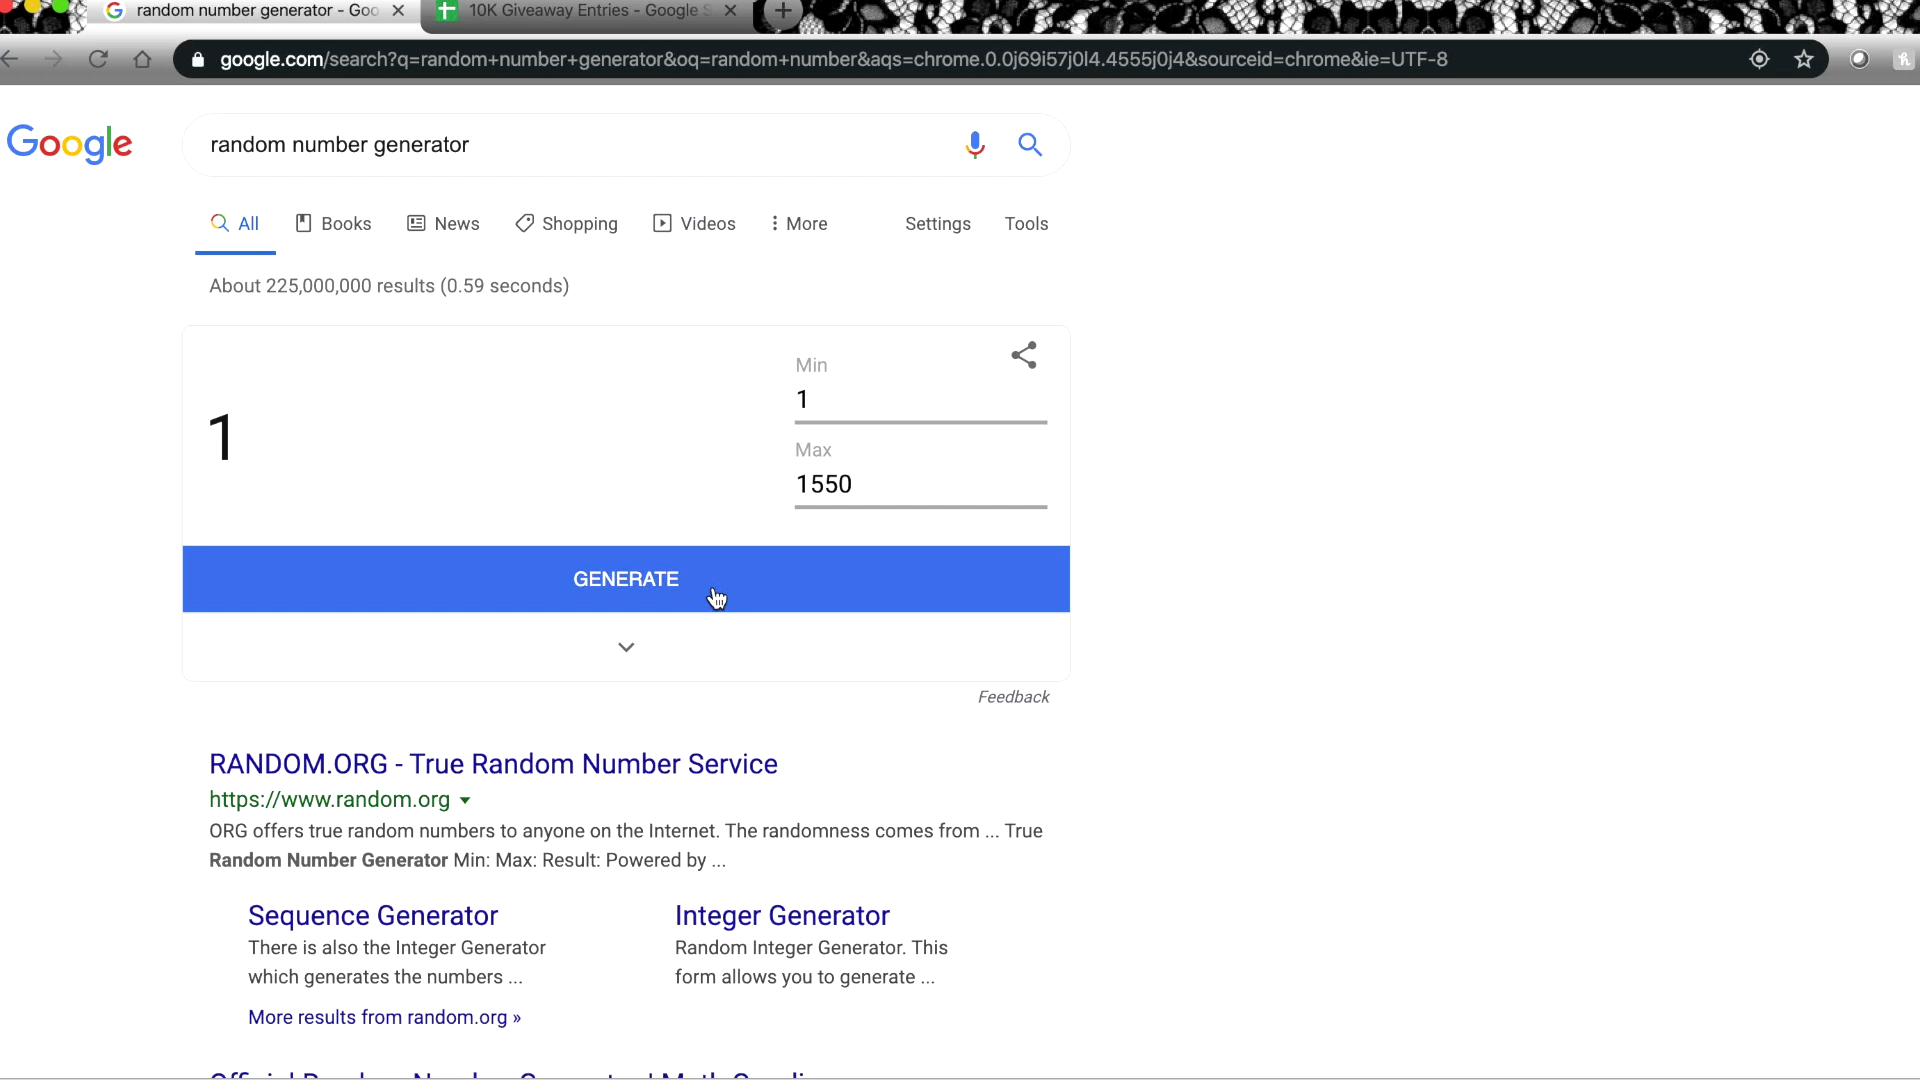 random number generator - Goo
10K Giveaway Entries - Google S
google.com/search?q=random+number+generator&oq=random+number&aqs=chrome.0.0j69i57j0l4.4555j0j4&sourceid=chrome&ie=UTF-8
Google
random number generator
All Books News Shopping Videos More Settings Tools
About 225,000,000 results (0.59 seconds)
Min
1
1
Max
1550
GENERATE
Feedback
RANDOM.ORG - True Random Number Service
https://www.random.org
ORG offers true random numbers to anyone on the Internet. The randomness comes from ... True
Random Number Generator Min: Max: Result: Powered by ...
Sequence Generator
There is also the Integer Generator
which generates the numbers ...
Integer Generator
Random Integer Generator. This
form allows you to generate ...
More results from random.org »